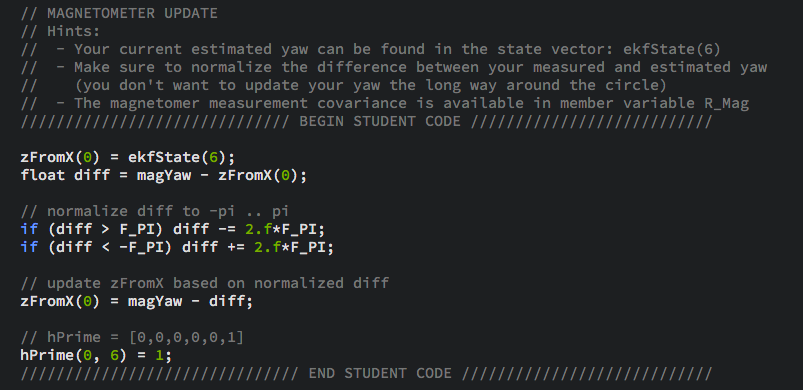 // MAGNETOMETER UPDATE
// Hints:
//  - Your current estimated yaw can be found in the state vector: ekfState(6)
//  - Make sure to normalize the difference between your measured and estimated yaw
//    (you don't want to update your yaw the long way around the circle)
//  - The magnetomer measurement covariance is available in member variable R_Mag
////////////////////////////// BEGIN STUDENT CODE ///////////////////////////
zFromX(0) = ekfState(6);
float diff = magYaw - zFromX(0);
// normalize diff to -pi .. pi
if (diff > F_PI) diff -= 2.f*F_PI;
if (diff < -F_PI) diff += 2.f*F_PI;
// update zFromX based on normalized diff
zFromX(0) = magYaw - diff;
// hPrime = [0,0,0,0,0,1]
hPrime(0, 6) = 1;
/////////////////////////////// END STUDENT CODE ////////////////////////////